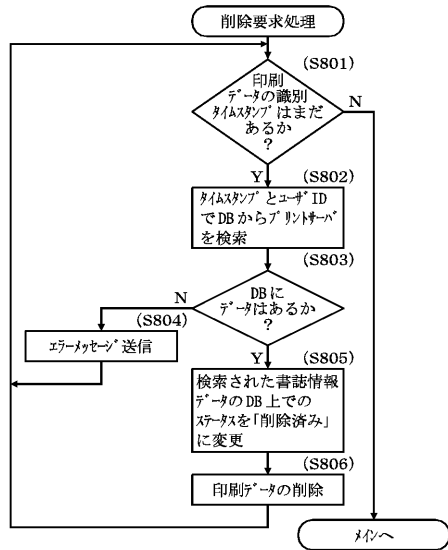 削除要求処理
(S801)
印刷
ﾃﾞｰﾀの識別
ﾀｲﾑｽﾀﾝﾌﾟはまだ
あるか
?
N
Y
(S802)
ﾀｲﾑｽﾀﾝﾌﾟとﾕｰｻﾞID
でDBからﾌﾟﾘﾝﾄｻｰﾊﾞ
を検索
(S803)
DBに
ﾃﾞｰﾀはあるか
?
N
(S804)
ｴﾗｰﾒｯｾｰｼﾞ送信
Y
(S805)
検索された書誌情報
ﾃﾞｰﾀのDB上での
ｽﾃｰﾀｽを「削除済み」
に変更
(S806)
印刷ﾃﾞｰﾀの削除
ﾒｲﾝへ